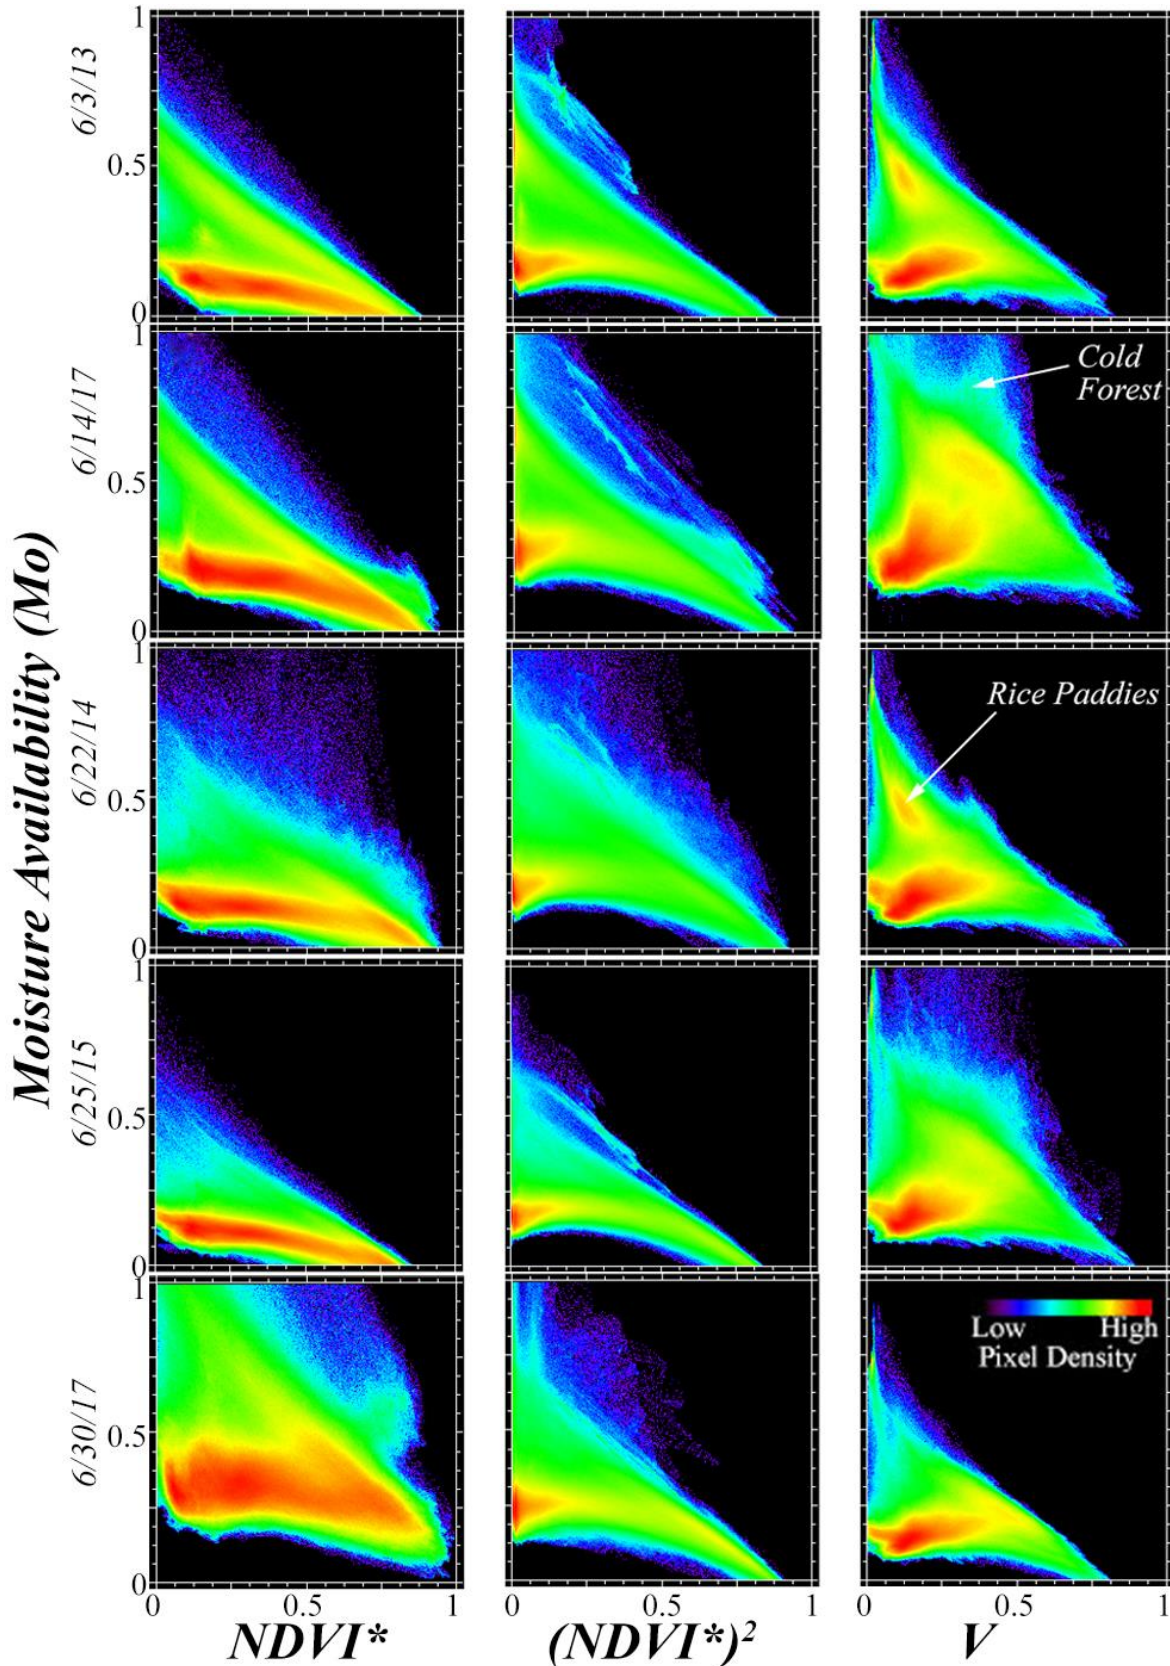 Moisture Availability (Mo)
6/3/13
1
0.5
0
6/14/17
1
0.5
0
Cold
Forest
6/22/14
1
0.5
0
Rice Paddies
6/25/15
1
0.5
0
6/30/17
1
0.5
0
Low High
Pixel Density
0 0.5 1 0 0.5 1 0 0.5 1
NDVI* (NDVI*)² V